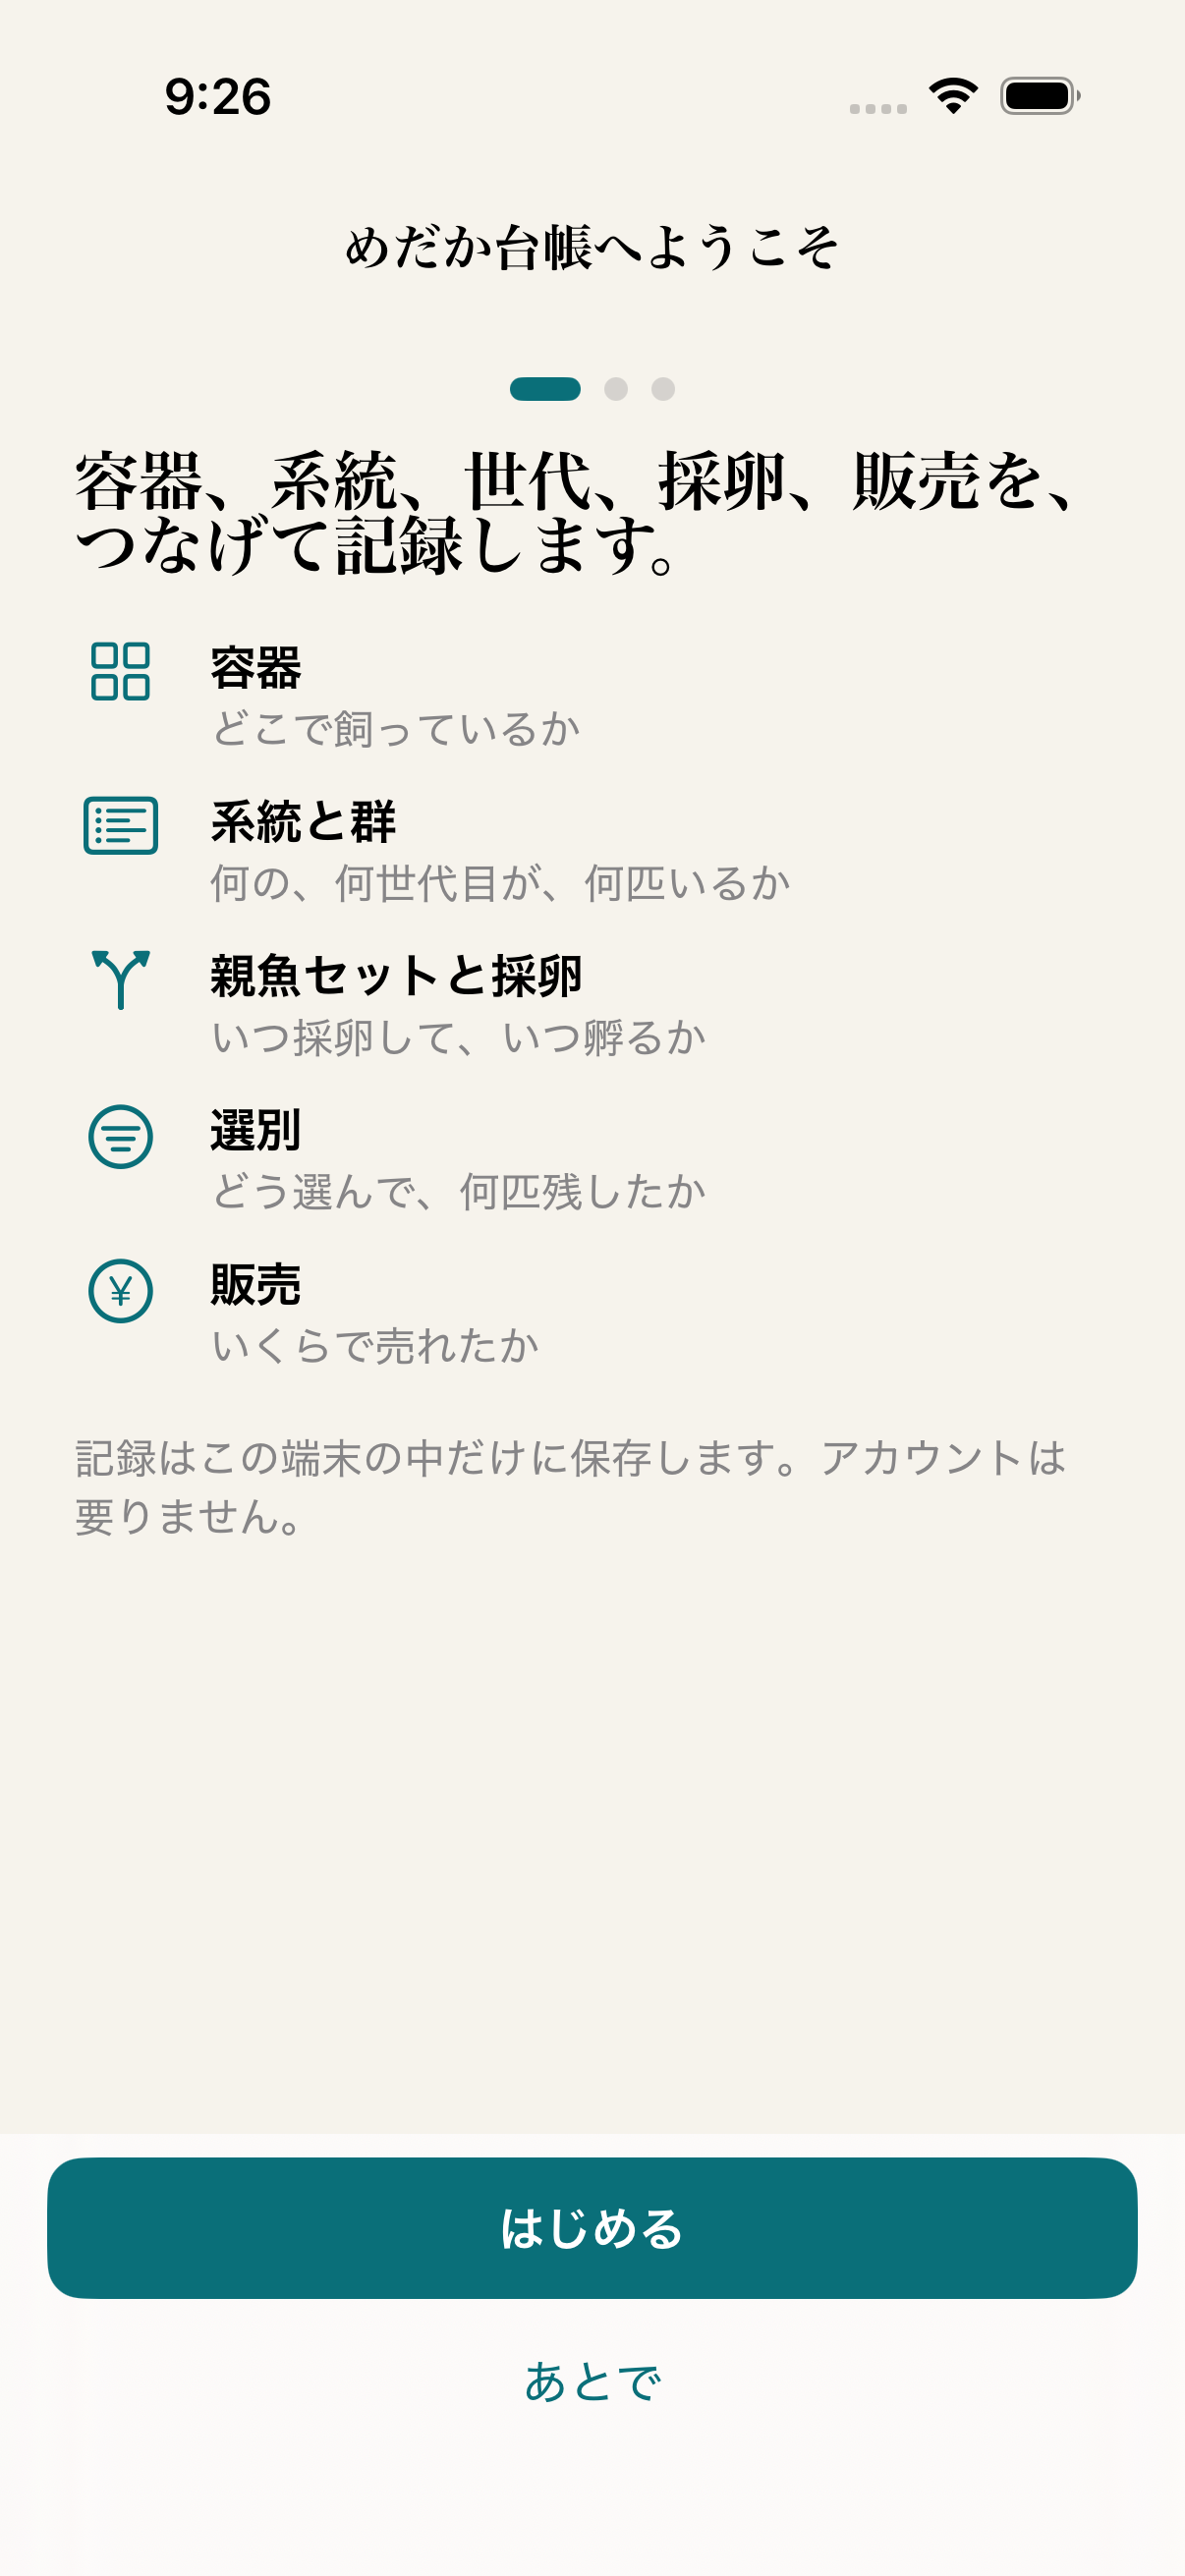 9:26
めだか台帳へようこそ
容器、系統、世代、採卵、販売を、
つなげて記録します。
容器
どこで飼っているか
系統と群
何の、何世代目が、何匹いるか
親魚セットと採卵
いつ採卵して、いつ孵るか
選別
どう選んで、何匹残したか
¥
販売
いくらで売れたか
記録はこの端末の中だけに保存します。アカウントは
要りません。
はじめる
あとで